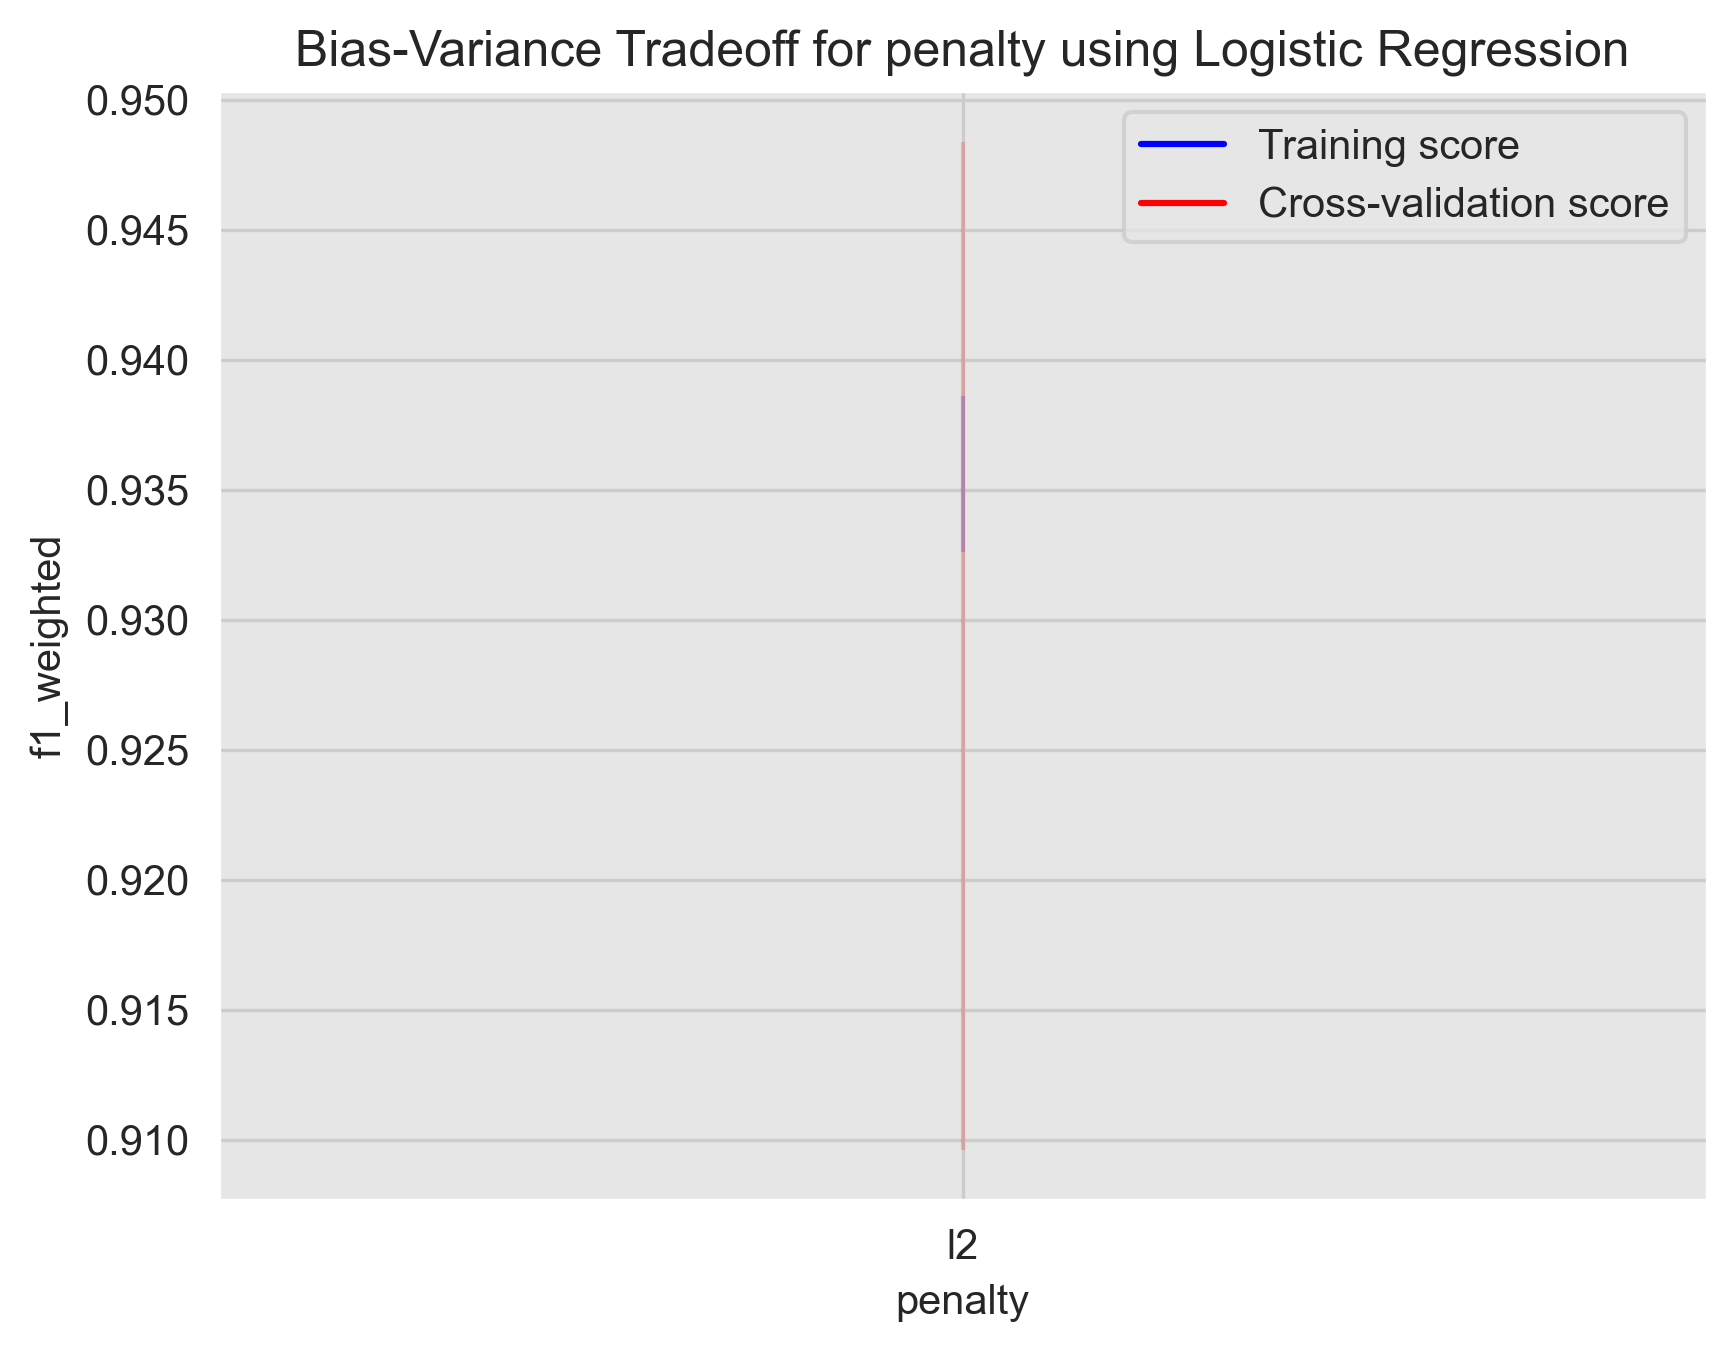 Bias-Variance Tradeoff for penalty using Logistic Regression
Training score
Cross-validation score
0.950
0.945
0.940
0.935
0.930
0.925
0.920
0.915
0.910
f1_weighted
l2
penalty